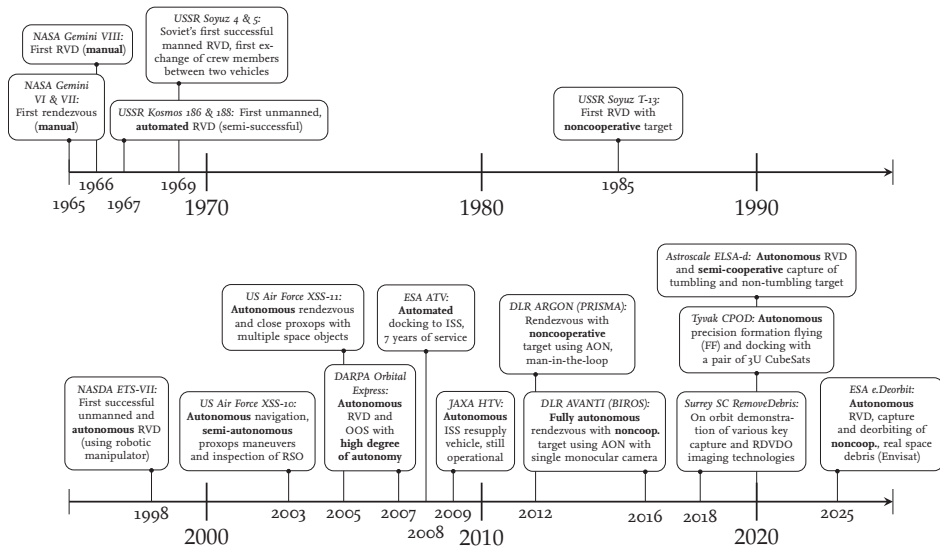 NASA Gemini VIII:
First RVD (manual)
NASA Gemini
VI & VII:
First rendezvous
(manual)
USSR Soyuz 4 & 5:
Soviet's first successful
manned RVD, first ex-
change of crew members
between two vehicles
USSR Kosmos 186 & 188: First unmanned,
automated RVD (semi-successful)
USSR Soyuz T-13:
First RVD with
noncooperative target
1965
1966
1967
1969
1970
1980
1985
1990
Astroscale ELSA-d: Autonomous RVD
and semi-cooperative capture of
tumbling and non-tumbling target
US Air Force XSS-11:
Autonomous rendezvous
and close proxops with
multiple space objects
ESA ATV:
Automated
docking to ISS,
7 years of service
DLR ARGON (PRISMA):
Rendezvous with
noncooperative
target using AON,
man-in-the-loop
Tyvak CPOD: Autonomous
precision formation flying
(FF) and docking with
a pair of 3U CubeSats
NASDA ETS-VII:
First successful
unmanned and
autonomous RVD
(using robotic
manipulator)
US Air Force XSS-10:
Autonomous navigation,
semi-autonomous
proxops maneuvers
and inspection of RSO
DARPA Orbital
Express:
Autonomous
RVD and
OOS with
high degree
of autonomy
JAXA HTV:
Autonomous
ISS resupply
vehicle, still
operational
DLR AVANTI (BIROS):
Fully autonomous
rendezvous with noncoop.
target using AON with
single monocular camera
Surrey SC RemoveDebris:
On orbit demonstra-
tion of various key
capture and RDVDO
imaging technologies
ESA e.Deorbit:
Autonomous
RVD, capture
and deorbiting of
noncoop., real space
debris (Envisat)
1998
2000
2003
2005
2007
2008
2009
2010
2012
2016
2018
2020
2025